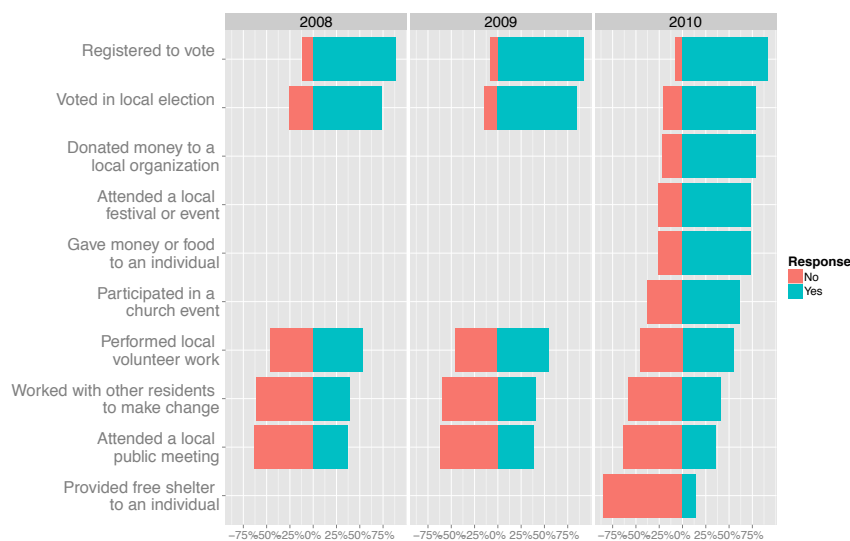 2008 2009 2010
Registered to vote
Voted in local election
Donated money to a
local organization
Attended a local
festival or event
Gave money or food
to an individual
Participated in a
church event
Performed local
volunteer work
Worked with other residents
to make change
Attended a local
public meeting
Provided free shelter
to an individual
Response
No
Yes
−75%−50%−25%0% 25%50%75% −75%−50%−25%0% 25%50%75% −75%−50%−25%0% 25%50%75%